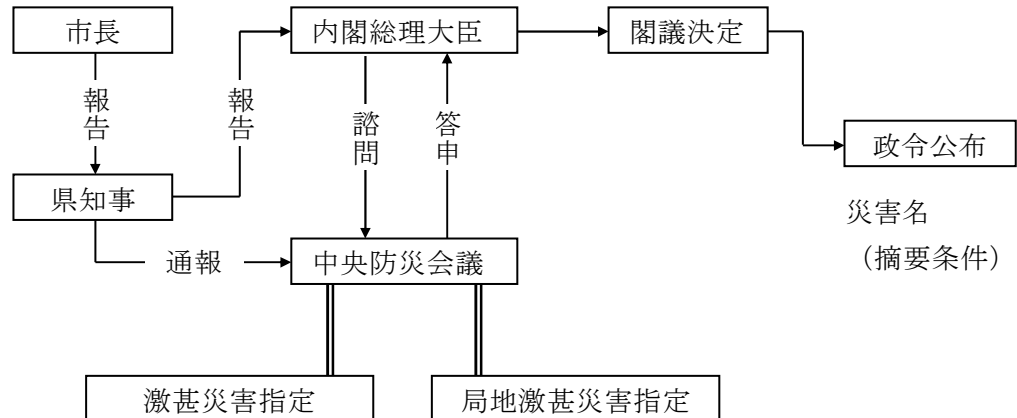 市長
内閣総理大臣
閣議決定
報告
報告
諮問
答申
政令公布
県知事
災害名
（摘要条件）
通報
中央防災会議
激甚災害指定
局地激甚災害指定